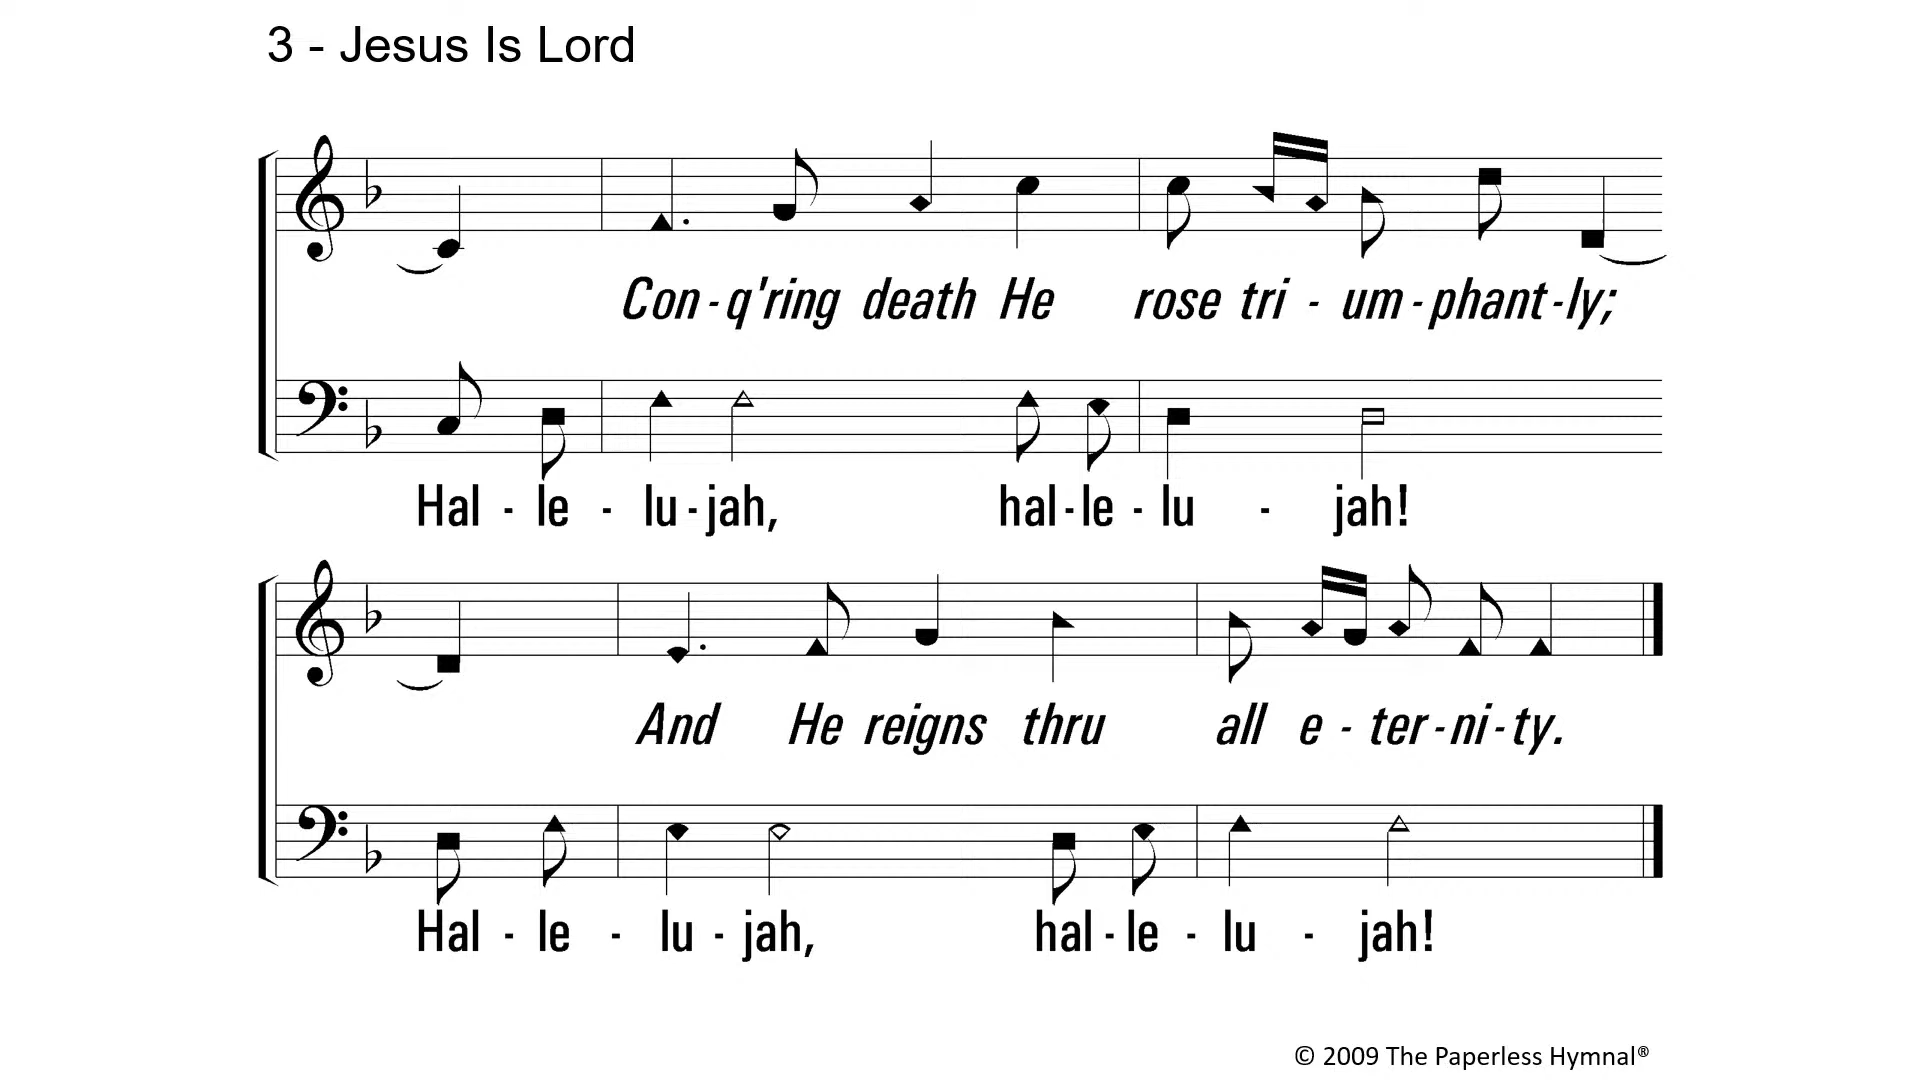 3 - Jesus Is Lord
Con - q'ring death He rose tri - um - phant - ly;
Hal - le - lu - jah, hal - le - lu - jah!
And He reigns thru all e - ter - ni - ty.
Hal - le - lu - jah, hal - le - lu - jah!
© 2009 The Paperless Hymnal®